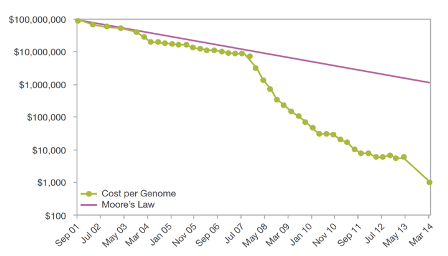 $100,000,000
$10,000,000
$1,000,000
$100,000
$10,000
$1,000
$100
Cost per Genome
Moore's Law
Sep 01
Jul 02
May 03
Mar 04
Jan 05
Nov 05
Sep 06
Jul 07
May 08
Mar 09
Jan 10
Nov 10
Sep 11
Jul 12
May 13
Mar 14